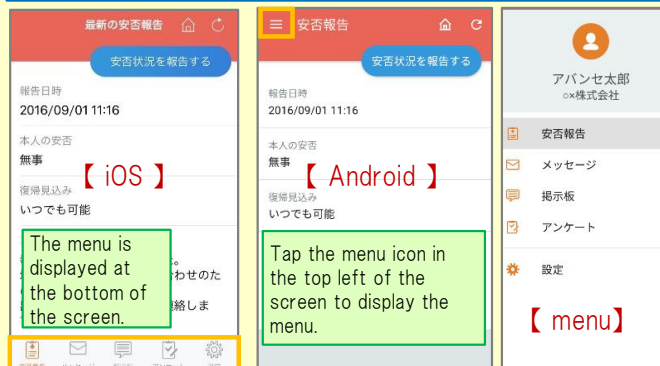 最新の安否報告
安否状況を報告する
報告日時
2016/09/01 11:16
本人の安否
無事
【 iOS 】
復帰見込み
いつでも可能
The menu is
displayed at
the bottom of
the screen.
。
わせのた
絡しま
安否報告
安否状況を報告する
報告日時
2016/09/01 11:16
本人の安否
無事
【 Android 】
復帰見込み
いつでも可能
Tap the menu icon in
the top left of the
screen to display the
menu.
アバンセ太郎
○×株式会社
安否報告
メッセージ
掲示板
アンケート
設定
【 menu】